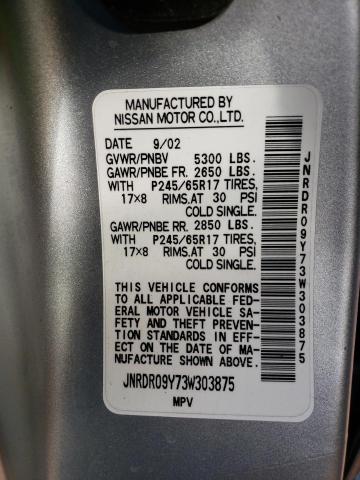 MANUFACTURED BY
NISSAN MOTOR CO.,LTD.
DATE 9/02
GVWR/PNBV 5300 LBS.
GAWR/PNBE FR. 2650 LBS.
WITH P245/65R17 TIRES,
17×8 RIMS.AT 30 PSI
COLD SINGLE.
GAWR/PNBE RR. 2850 LBS.
WITH P245/65R17 TIRES,
17×8 RIMS.AT 30 PSI
COLD SINGLE.
THIS VEHICLE CONFORMS
TO ALL APPLICABLE FED-
ERAL MOTOR VEHICLE SA-
FETY AND THEFT PREVEN-
TION STANDARDS IN EFF-
ECT ON THE DATE OF MA-
NUFACTURE SHOWN ABOVE.
JNRDR09Y73W303875
MPV
JNRDR09Y73W303875